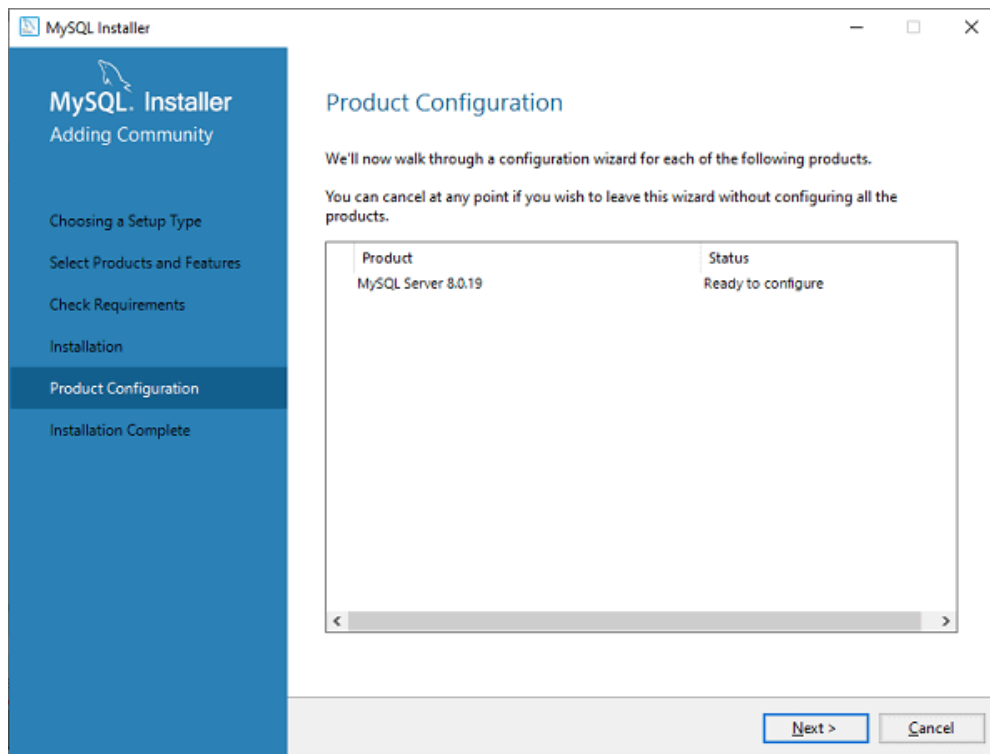 MySQL Installer
MySQL. Installer
Adding Community
Choosing a Setup Type
Select Products and Features
Check Requirements
Installation
Product Configuration
Installation Complete
Product Configuration
We'll now walk through a configuration wizard for each of the following products.
You can cancel at any point if you wish to leave this wizard without configuring all the
products.
Product Status
MySQL Server 8.0.19 Ready to configure
Next > Cancel